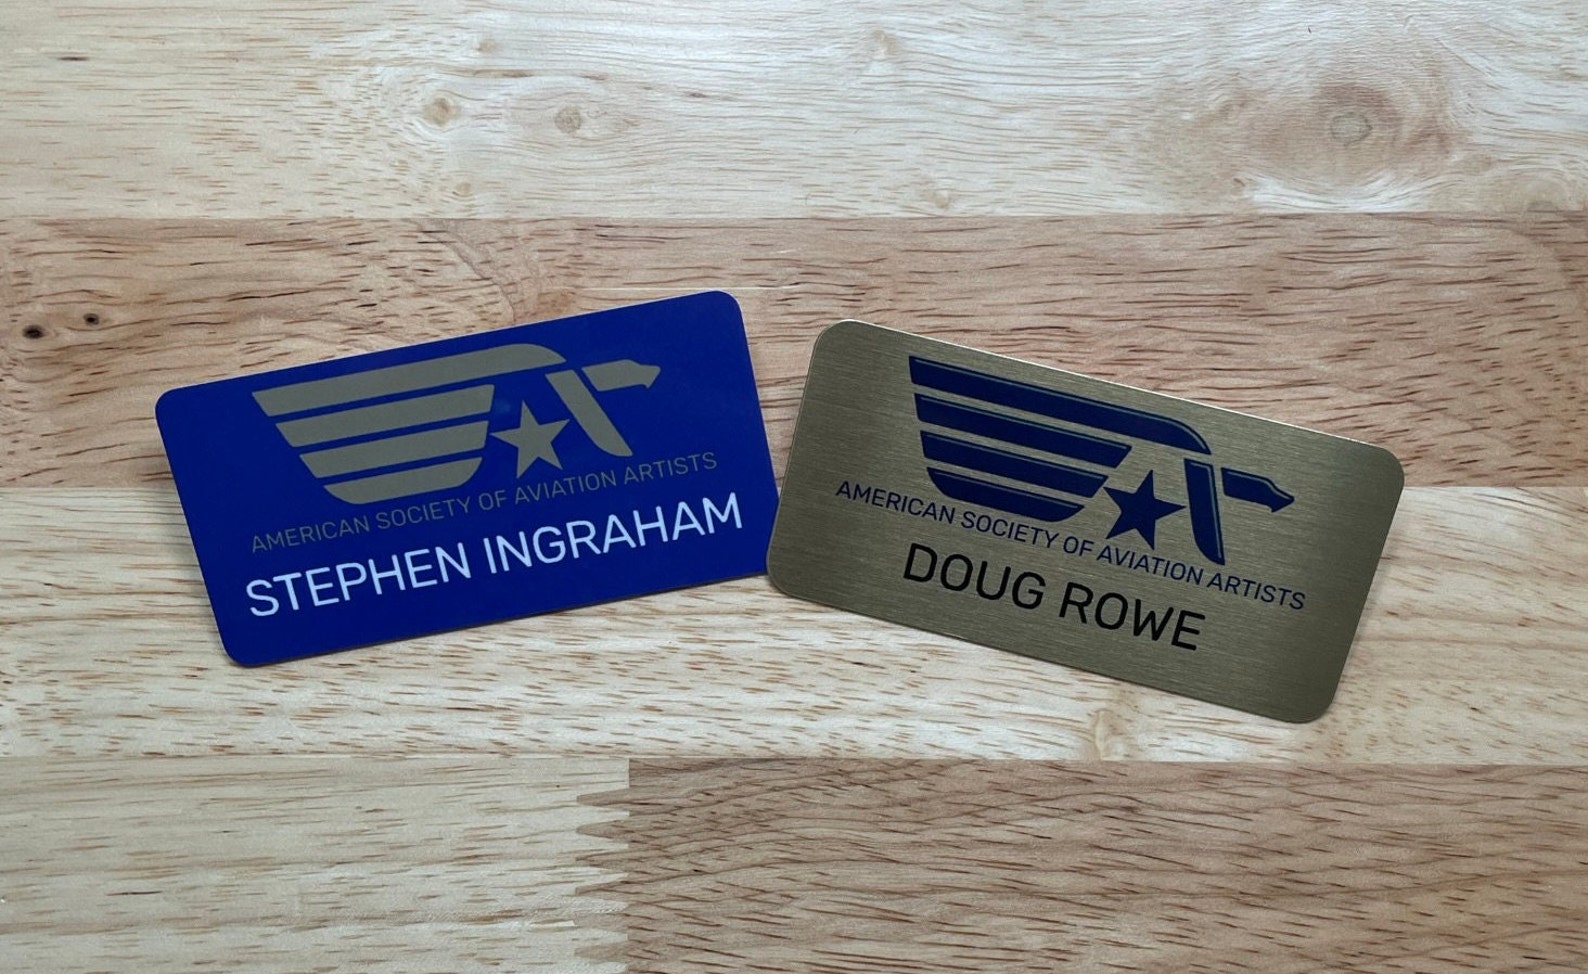 AMERICAN SOCIETY OF AVIATION ARTISTS
STEPHEN INGRAHAM
AMERICAN SOCIETY OF AVIATION ARTISTS
DOUG ROWE